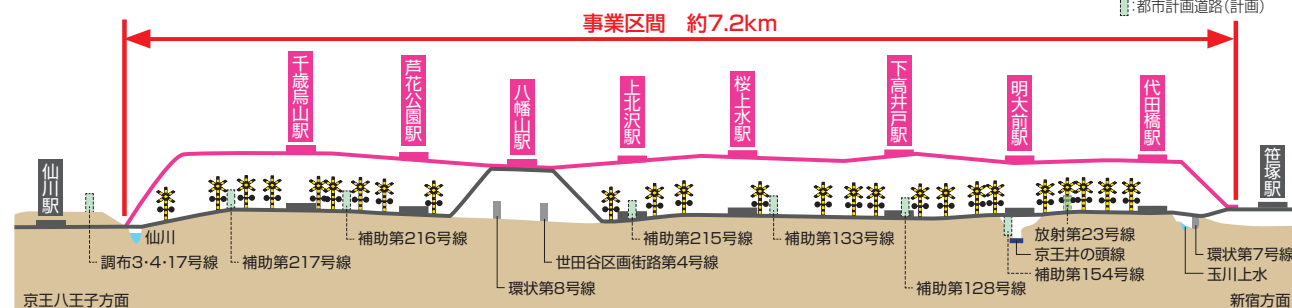 :都市計画道路(計画)
事業区間 約7.2km
仙川駅
千歳烏山駅
芦花公園駅
八幡山駅
上北沢駅
桜上水駅
下高井戸駅
明大前駅
代田橋駅
笹塚駅
仙川
調布3・4・17号線
補助第217号線
補助第216号線
環状第8号線
世田谷区画街路第4号線
補助第215号線
補助第133号線
補助第128号線
放射第23号線
京王井の頭線
補助第154号線
環状第7号線
玉川上水
京王八王子方面
新宿方面